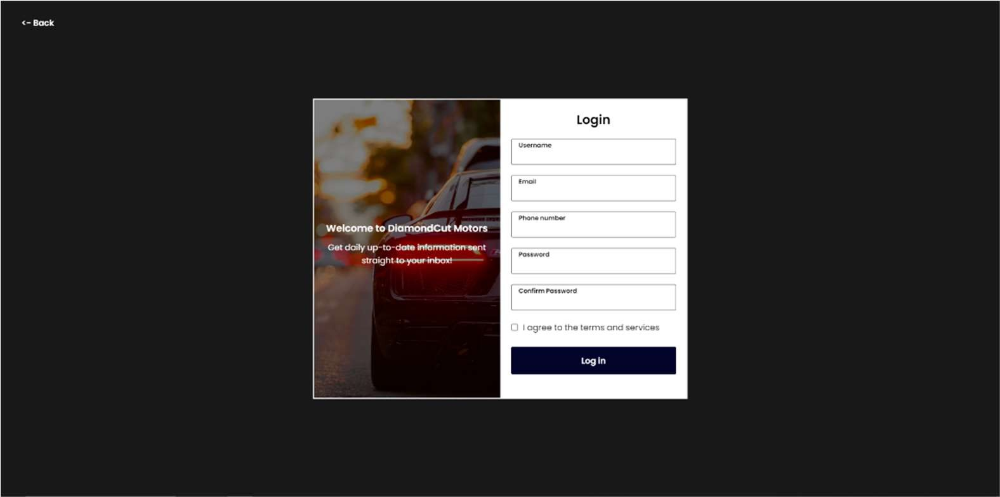 <- Back
Login
Username
Email
Phone number
Password
Confirm Password
I agree to the terms and services
Log in
Welcome to DiamondCut Motors
Get daily up-to-date information sent
straight to your inbox!